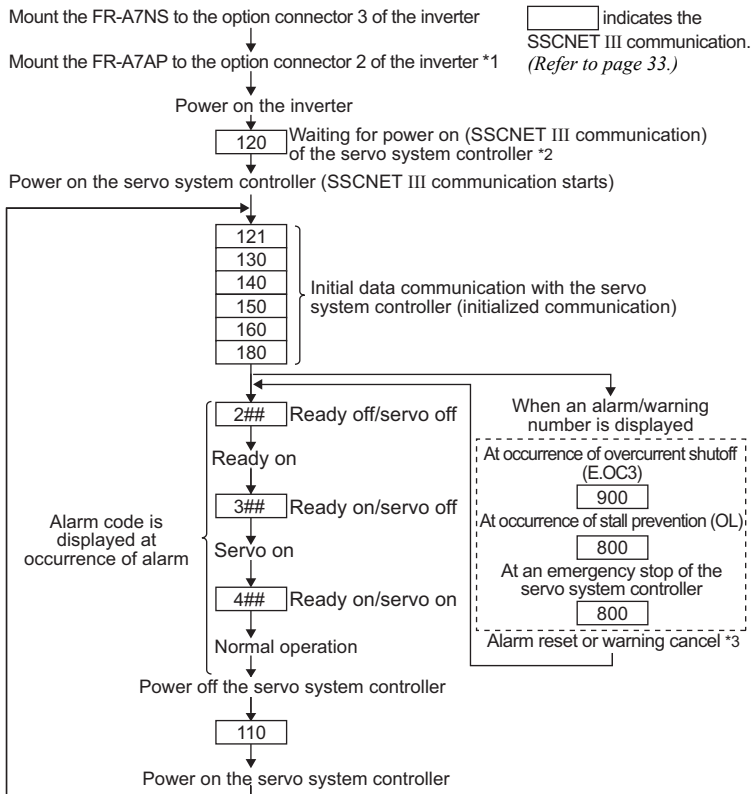 Mount the FR-A7NS to the option connector 3 of the inverter
indicates the
SSCNET III communication.
(Refer to page 33.)
Mount the FR-A7AP to the option connector 2 of the inverter *1
Power on the inverter
120
Waiting for power on (SSCNET III communication)
of the servo system controller *2
Power on the servo system controller (SSCNET III communication starts)
121
130
140
150
160
180
Initial data communication with the servo
system controller (initialized communication)
2##
Ready off/servo off
Ready on
3##
Ready on/servo off
Servo on
4##
Ready on/servo on
Normal operation
Alarm code is
displayed at
occurrence of alarm
When an alarm/warning
number is displayed
At occurrence of overcurrent shutoff
(E.OC3)
900
At occurrence of stall prevention (OL)
800
At an emergency stop of the
servo system controller
800
Alarm reset or warning cancel *3
Power off the servo system controller
110
Power on the servo system controller